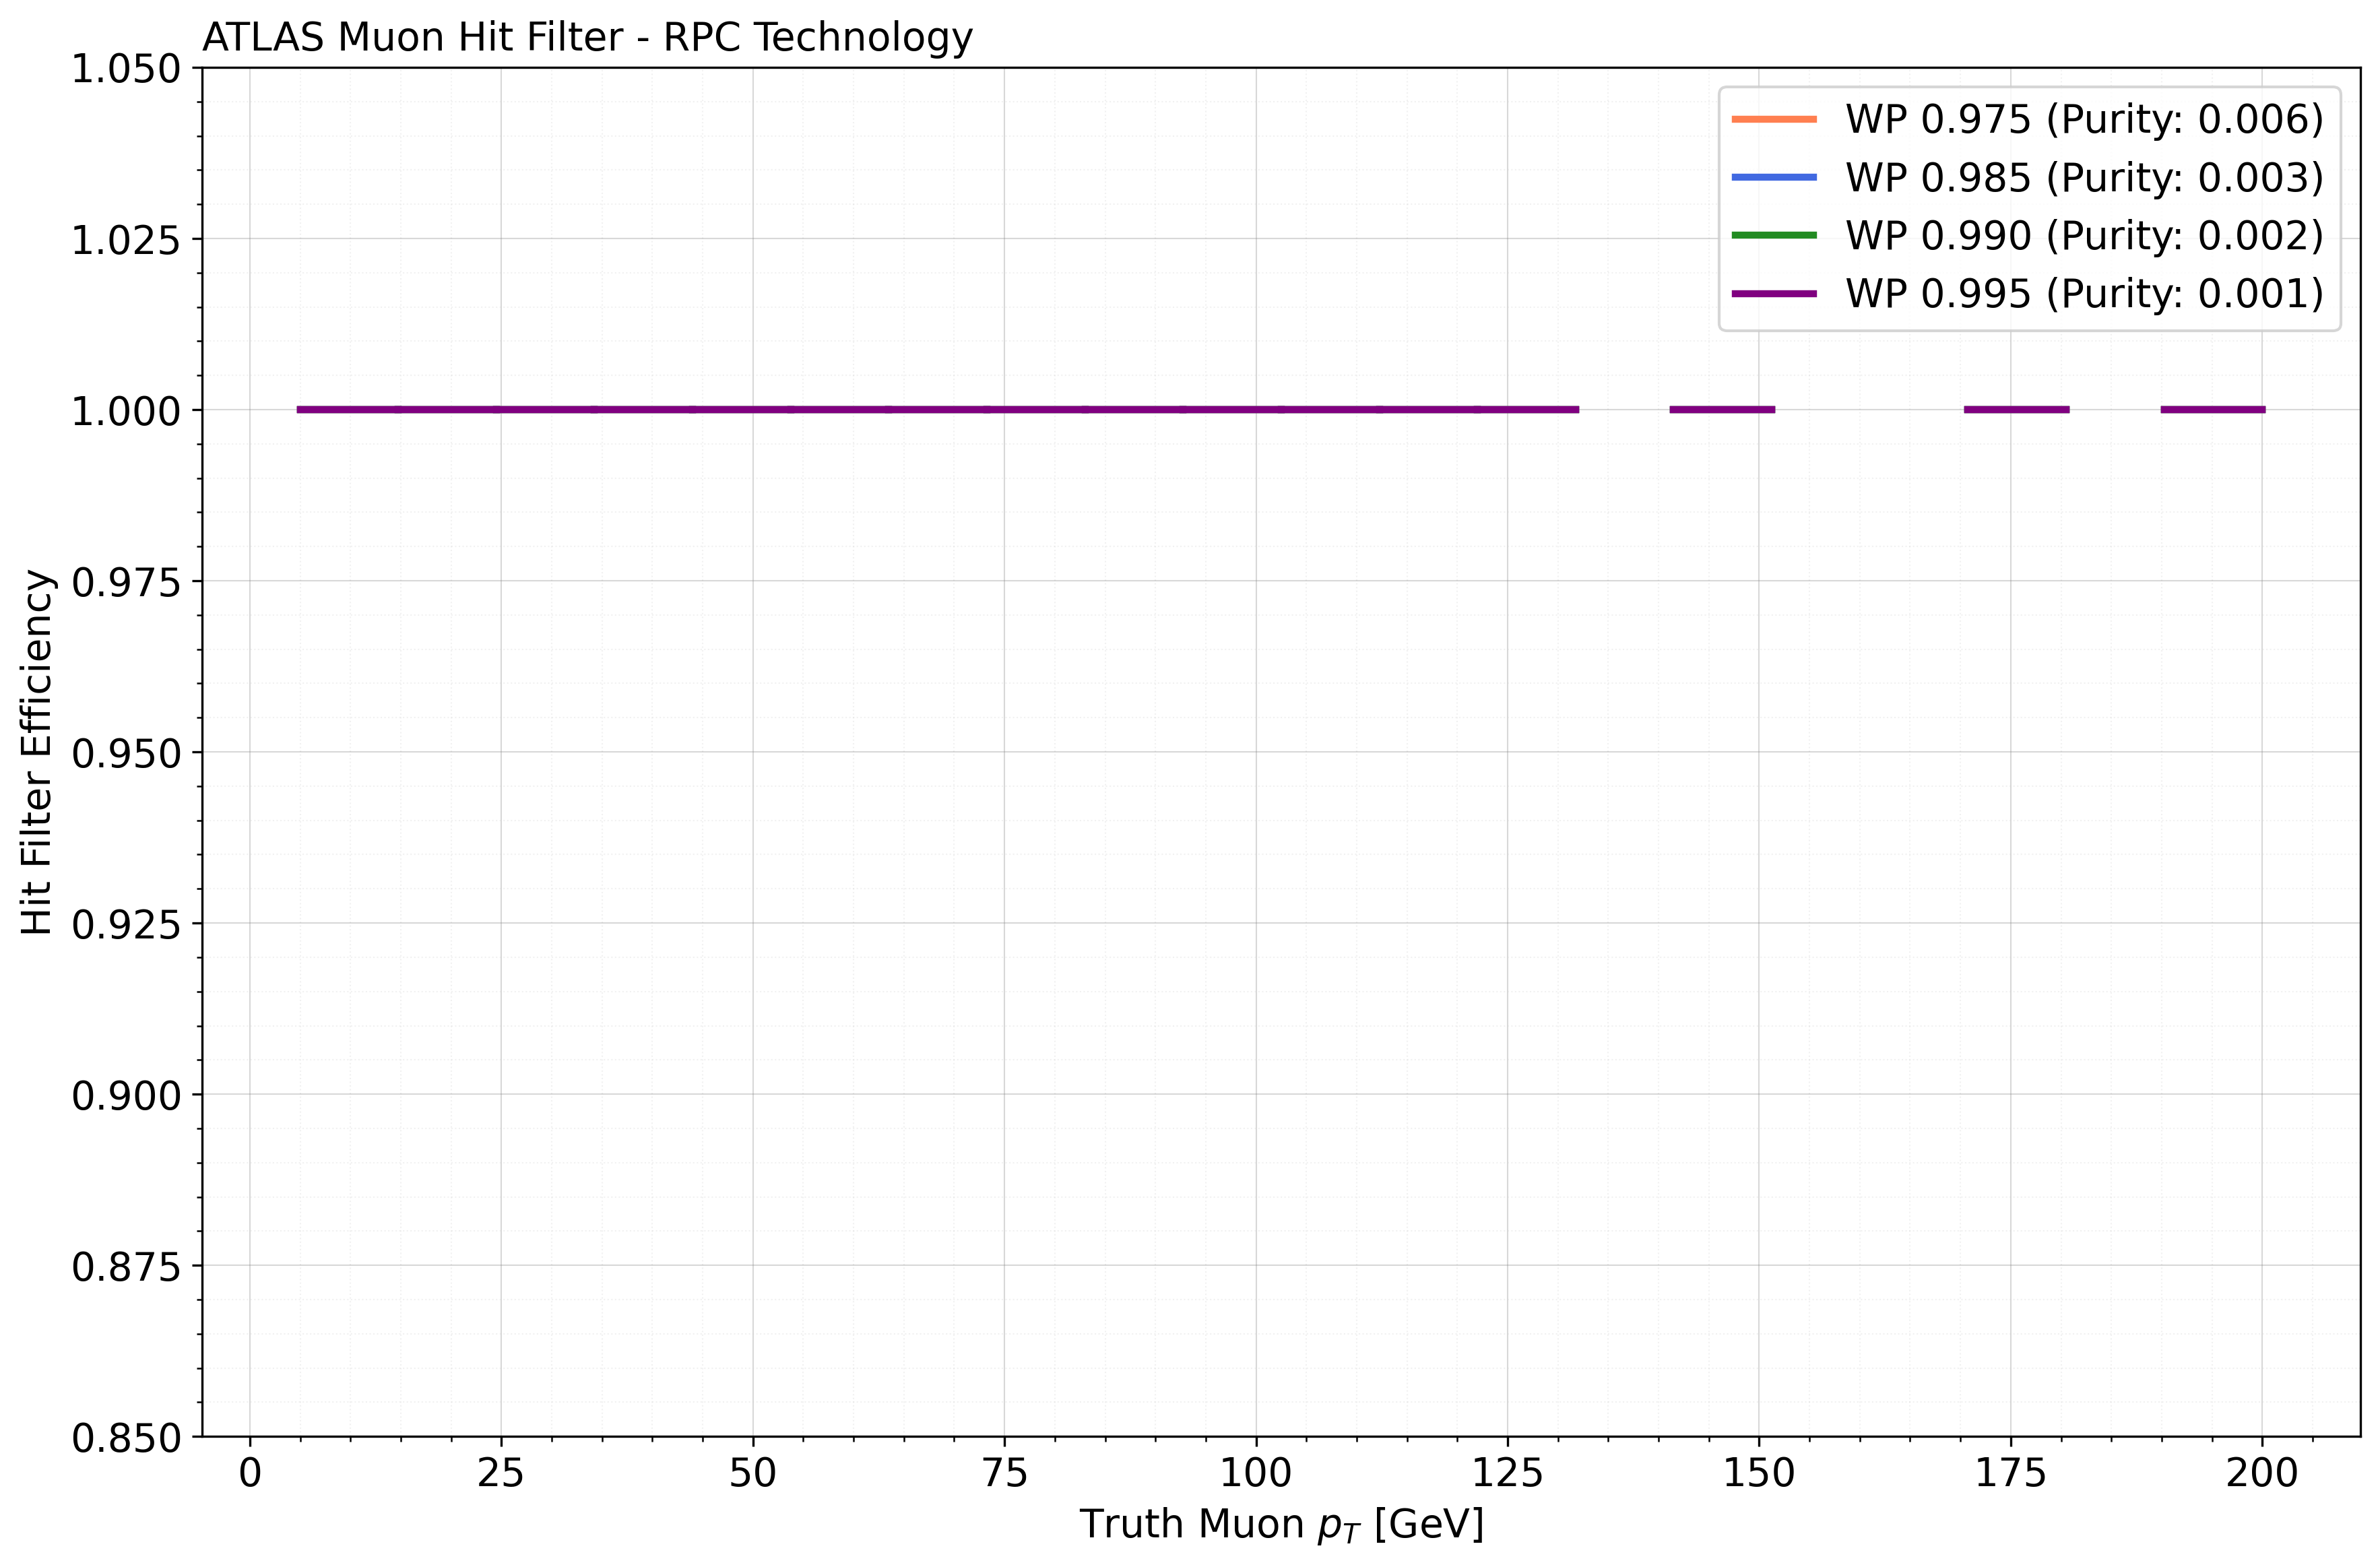 ATLAS Muon Hit Filter - RPC Technology
1.050
1.025
1.000
0.975
0.950
0.925
0.900
0.875
0.850
Hit Filter Efficiency
WP 0.975 (Purity: 0.006)
WP 0.985 (Purity: 0.003)
WP 0.990 (Purity: 0.002)
WP 0.995 (Purity: 0.001)
0 25 50 75 100 125 150 175 200
Truth Muon p_T [GeV]